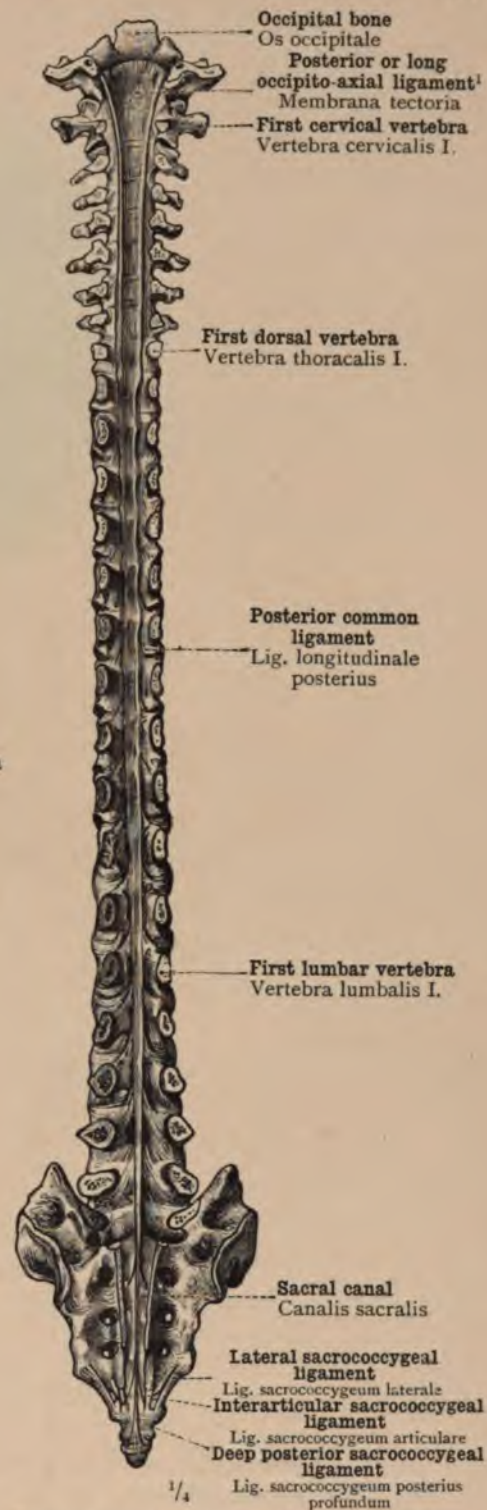 Occipital bone
Os occipitale
Posterior or long
occipito-axial ligament¹
Membrana tectoria
First cervical vertebra
Vertebra cervicalis I.
First dorsal vertebra
Vertebra thoracalis I.
Posterior common
ligament
Lig. longitudinale
posterius
First lumbar vertebra
Vertebra lumbalis I.
Sacral canal
Canalis sacralis
Lateral sacrococcygeal
ligament
Lig. sacrococcygeum laterale
Interarticular sacrococcygeal
ligament
Lig. sacrococcygeum articulare
Deep posterior sacrococcygeal
ligament
Lig. sacrococcygeum posterius
profundum
1/4